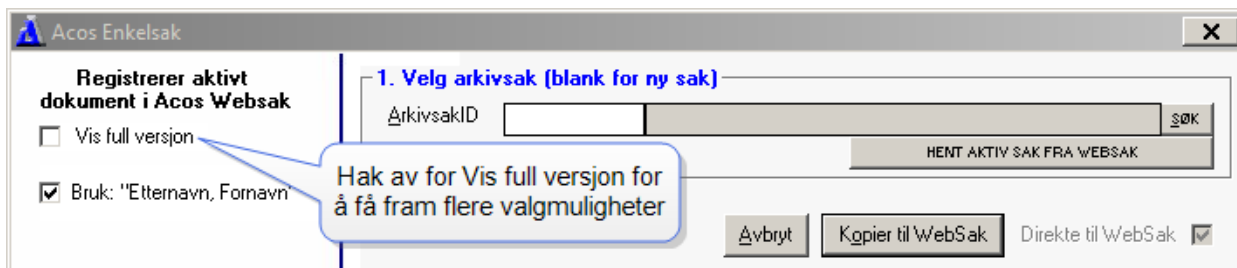 Acos Enkelsak
Registrerer aktivt
dokument i Acos Websak
Vis full versjon
Bruk: "Etternavn, Fornavn"
1. Velg arkivsak (blank for ny sak)
ArkivsakID
SØK
HENT AKTIV SAK FRA WEBSAK
Hak av for Vis full versjon for
å få fram flere valgmuligheter
Avbryt
Kopier til WebSak
Direkte til WebSak